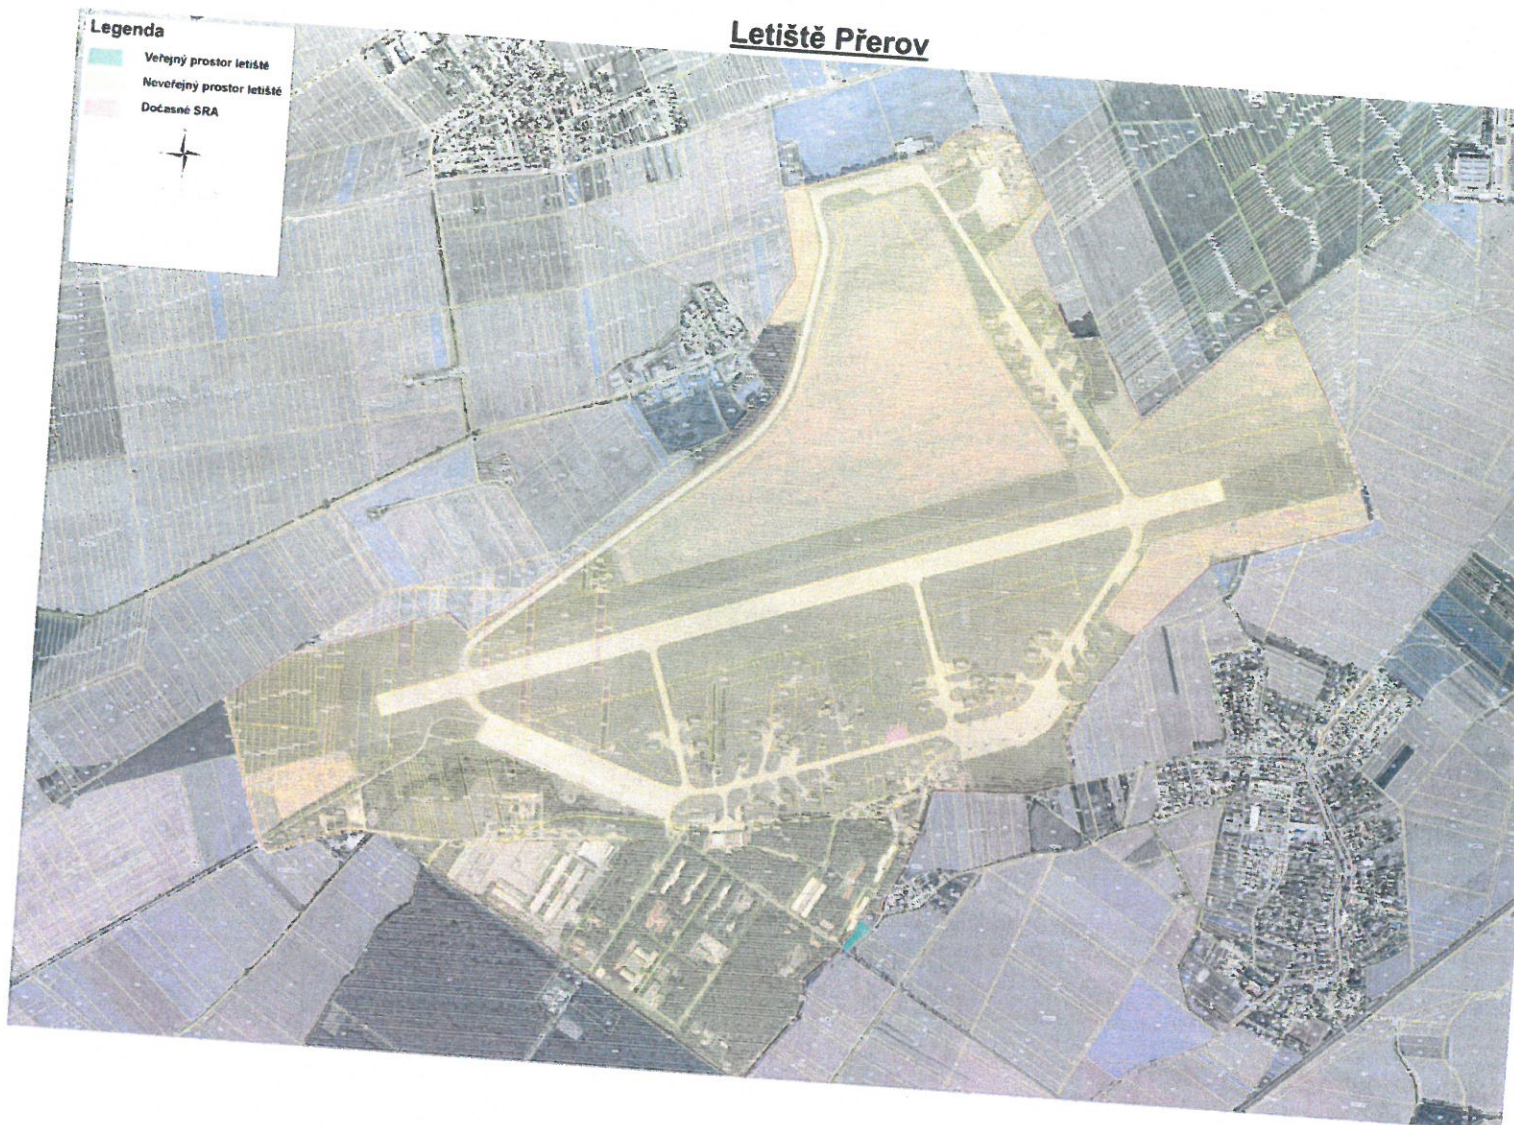 Letiště Přerov
Legenda
Veřejný prostor letiště
Neveřejný prostor letiště
Dočasné SRA